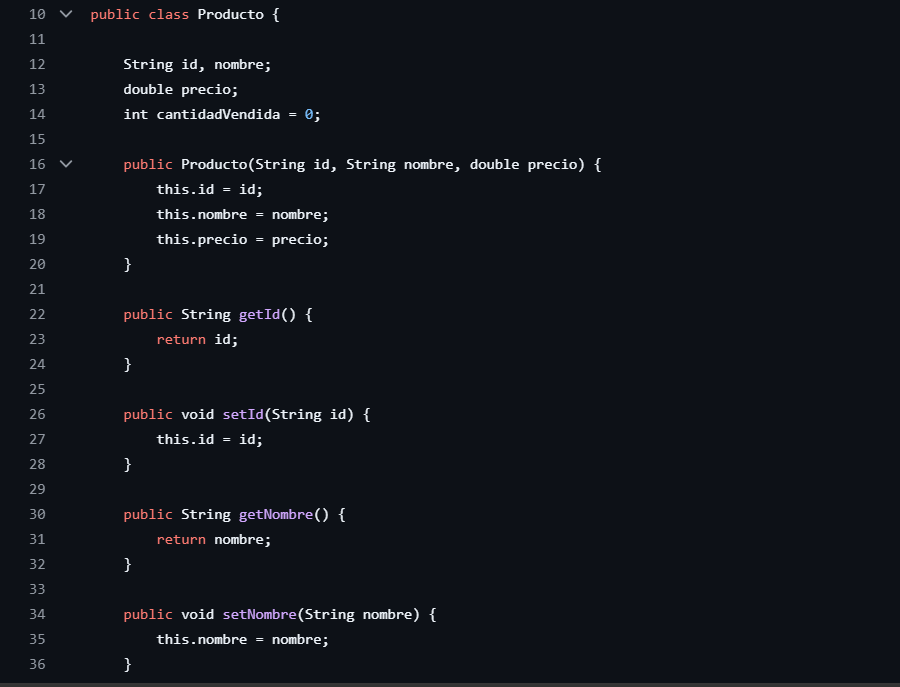 10 public class Producto {
11
12 String id, nombre;
13 double precio;
14 int cantidadVendida = 0;
15
16 public Producto(String id, String nombre, double precio) {
17 this.id = id;
18 this.nombre = nombre;
19 this.precio = precio;
20 }
21
22 public String getId() {
23 return id;
24 }
25
26 public void setId(String id) {
27 this.id = id;
28 }
29
30 public String getNombre() {
31 return nombre;
32 }
33
34 public void setNombre(String nombre) {
35 this.nombre = nombre;
36 }